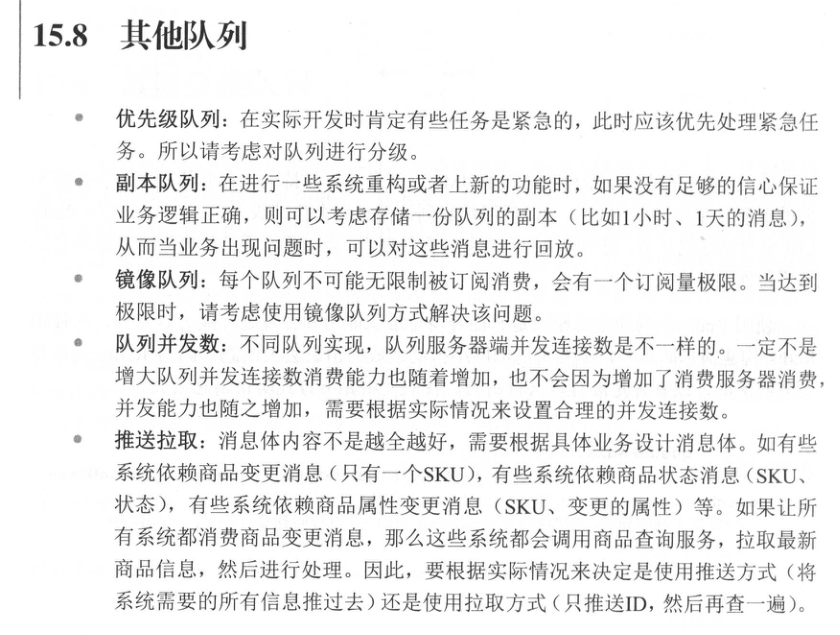 15.8 其他队列
• 优先级队列：在实际开发时肯定有些任务是紧急的，此时应该优先处理紧急任
务。所以请考虑对队列进行分级。
• 副本队列：在进行一些系统重构或者上新的功能时，如果没有足够的信心保证
业务逻辑正确，则可以考虑存储一份队列的副本（比如1小时、1天的消息），
从而当业务出现问题时，可以对这些消息进行回放。
• 镜像队列：每个队列不可能无限制被订阅消费，会有一个订阅量极限。当达到
极限时，请考虑使用镜像队列方式解决该问题。
• 队列并发数：不同队列实现，队列服务器端并发连接数是不一样的。一定不是
增大队列并发连接数消费能力也随着增加，也不会因为增加了消费服务器消费，
并发能力也随之增加，需要根据实际情况来设置合理的并发连接数。
• 推送拉取：消息体内容不是越全越好，需要根据具体业务设计消息体。如有些
系统依赖商品变更消息（只有一个SKU），有些系统依赖商品状态消息（SKU、
状态），有些系统依赖商品属性变更消息（SKU、变更的属性）等。如果让所
有系统都消费商品变更消息，那么这些系统都会调用商品查询服务，拉取最新
商品信息，然后进行处理。因此，要根据实际情况来决定是使用推送方式（将
系统需要的所有信息推过去）还是使用拉取方式（只推送ID，然后再查一遍）。